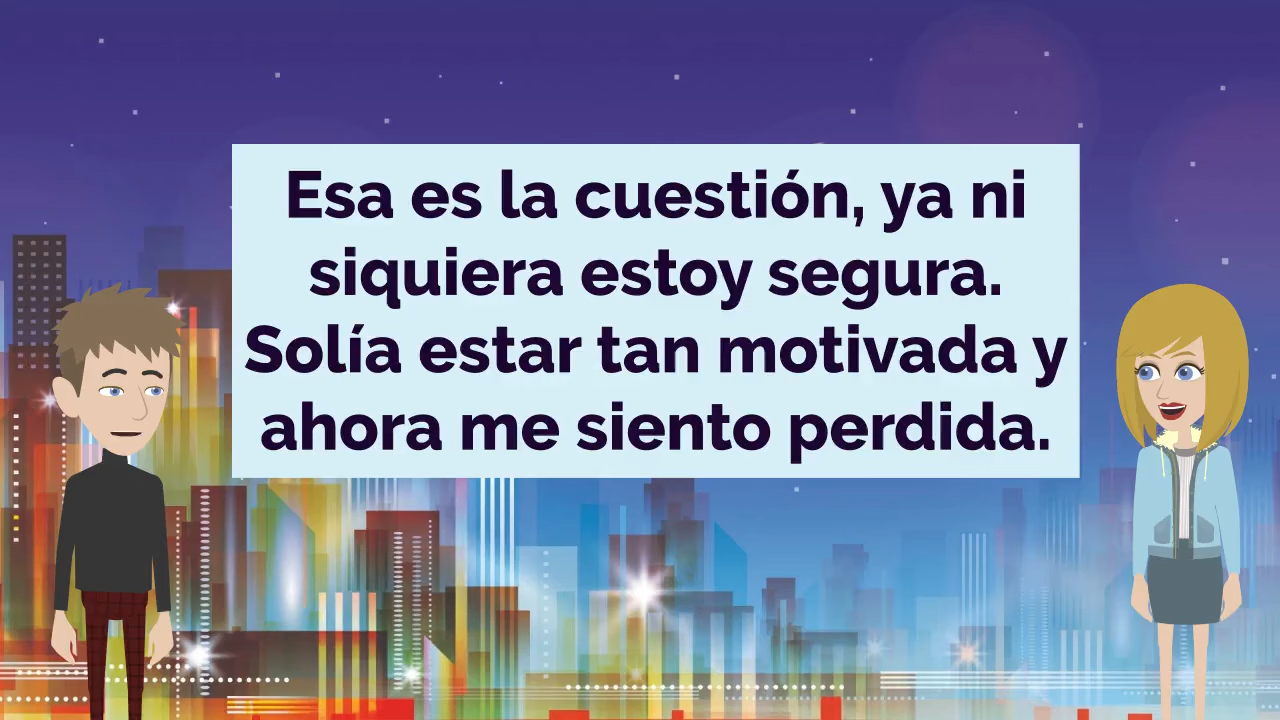 Esa es la cuestión, ya ni
siquiera estoy segura.
Solía estar tan motivada y
ahora me siento perdida.